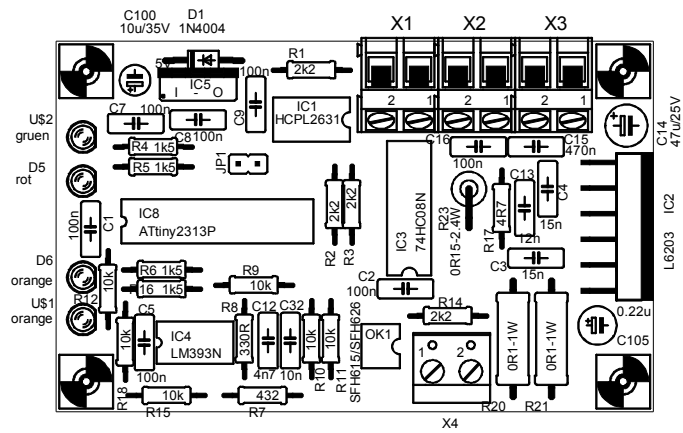 C100
10u/35V
D1
1N4004
R1
2k2
X1
X2
X3
5V
IC5
I - O
100n
C9
IC1
HCPL2631
2
1
2
1
2
1
C14
47u/25V
U$2
gruen
C7
100n
C8
100n
R4 1k5
R5 1k5
JP1
C16
100n
C15
470n
D5
rot
C13
12n
C4
15n
IC2
L6203
100n
C1
IC8
ATtiny2313P
2k2
2k2
R2
R3
IC3
74HC08N
R23
0R15-2.4W
4R7
R17
C3
15n
D6
orange
U$1
orange
R12
10k
R6 1k5
16 1k5
R9
10k
C2
100n
R14
2k2
0.22u
C105
10k
R18
C5
100n
IC4
LM393N
R8
330R
C12
4n7
C32
10n
10k
R10
10k
R11
SFH615/SFH626
OK1
1
2
X4
0R1-1W
R20
0R1-1W
R21
10k
R15
432
R7